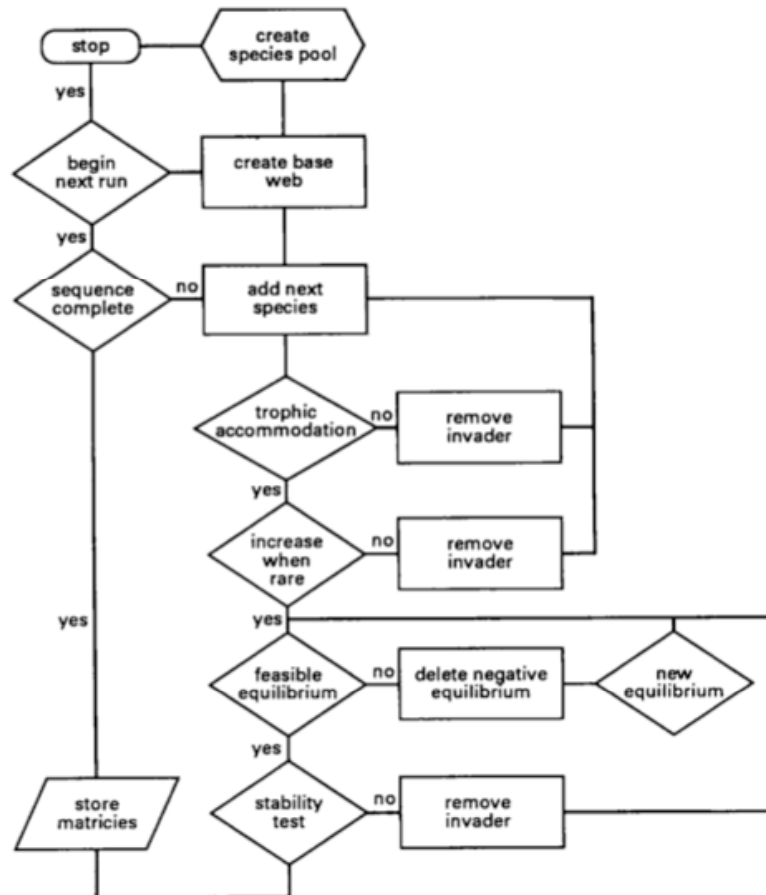 stop
create
species pool
yes
begin
next run
create base
web
yes
sequence
complete
no
add next
species
trophic
accommodation
no
remove
invader
yes
increase
when
rare
no
remove
invader
yes
yes
feasible
equilibrium
no
delete negative
equilibrium
new
equilibrium
yes
store
matricies
stability
test
no
remove
invader